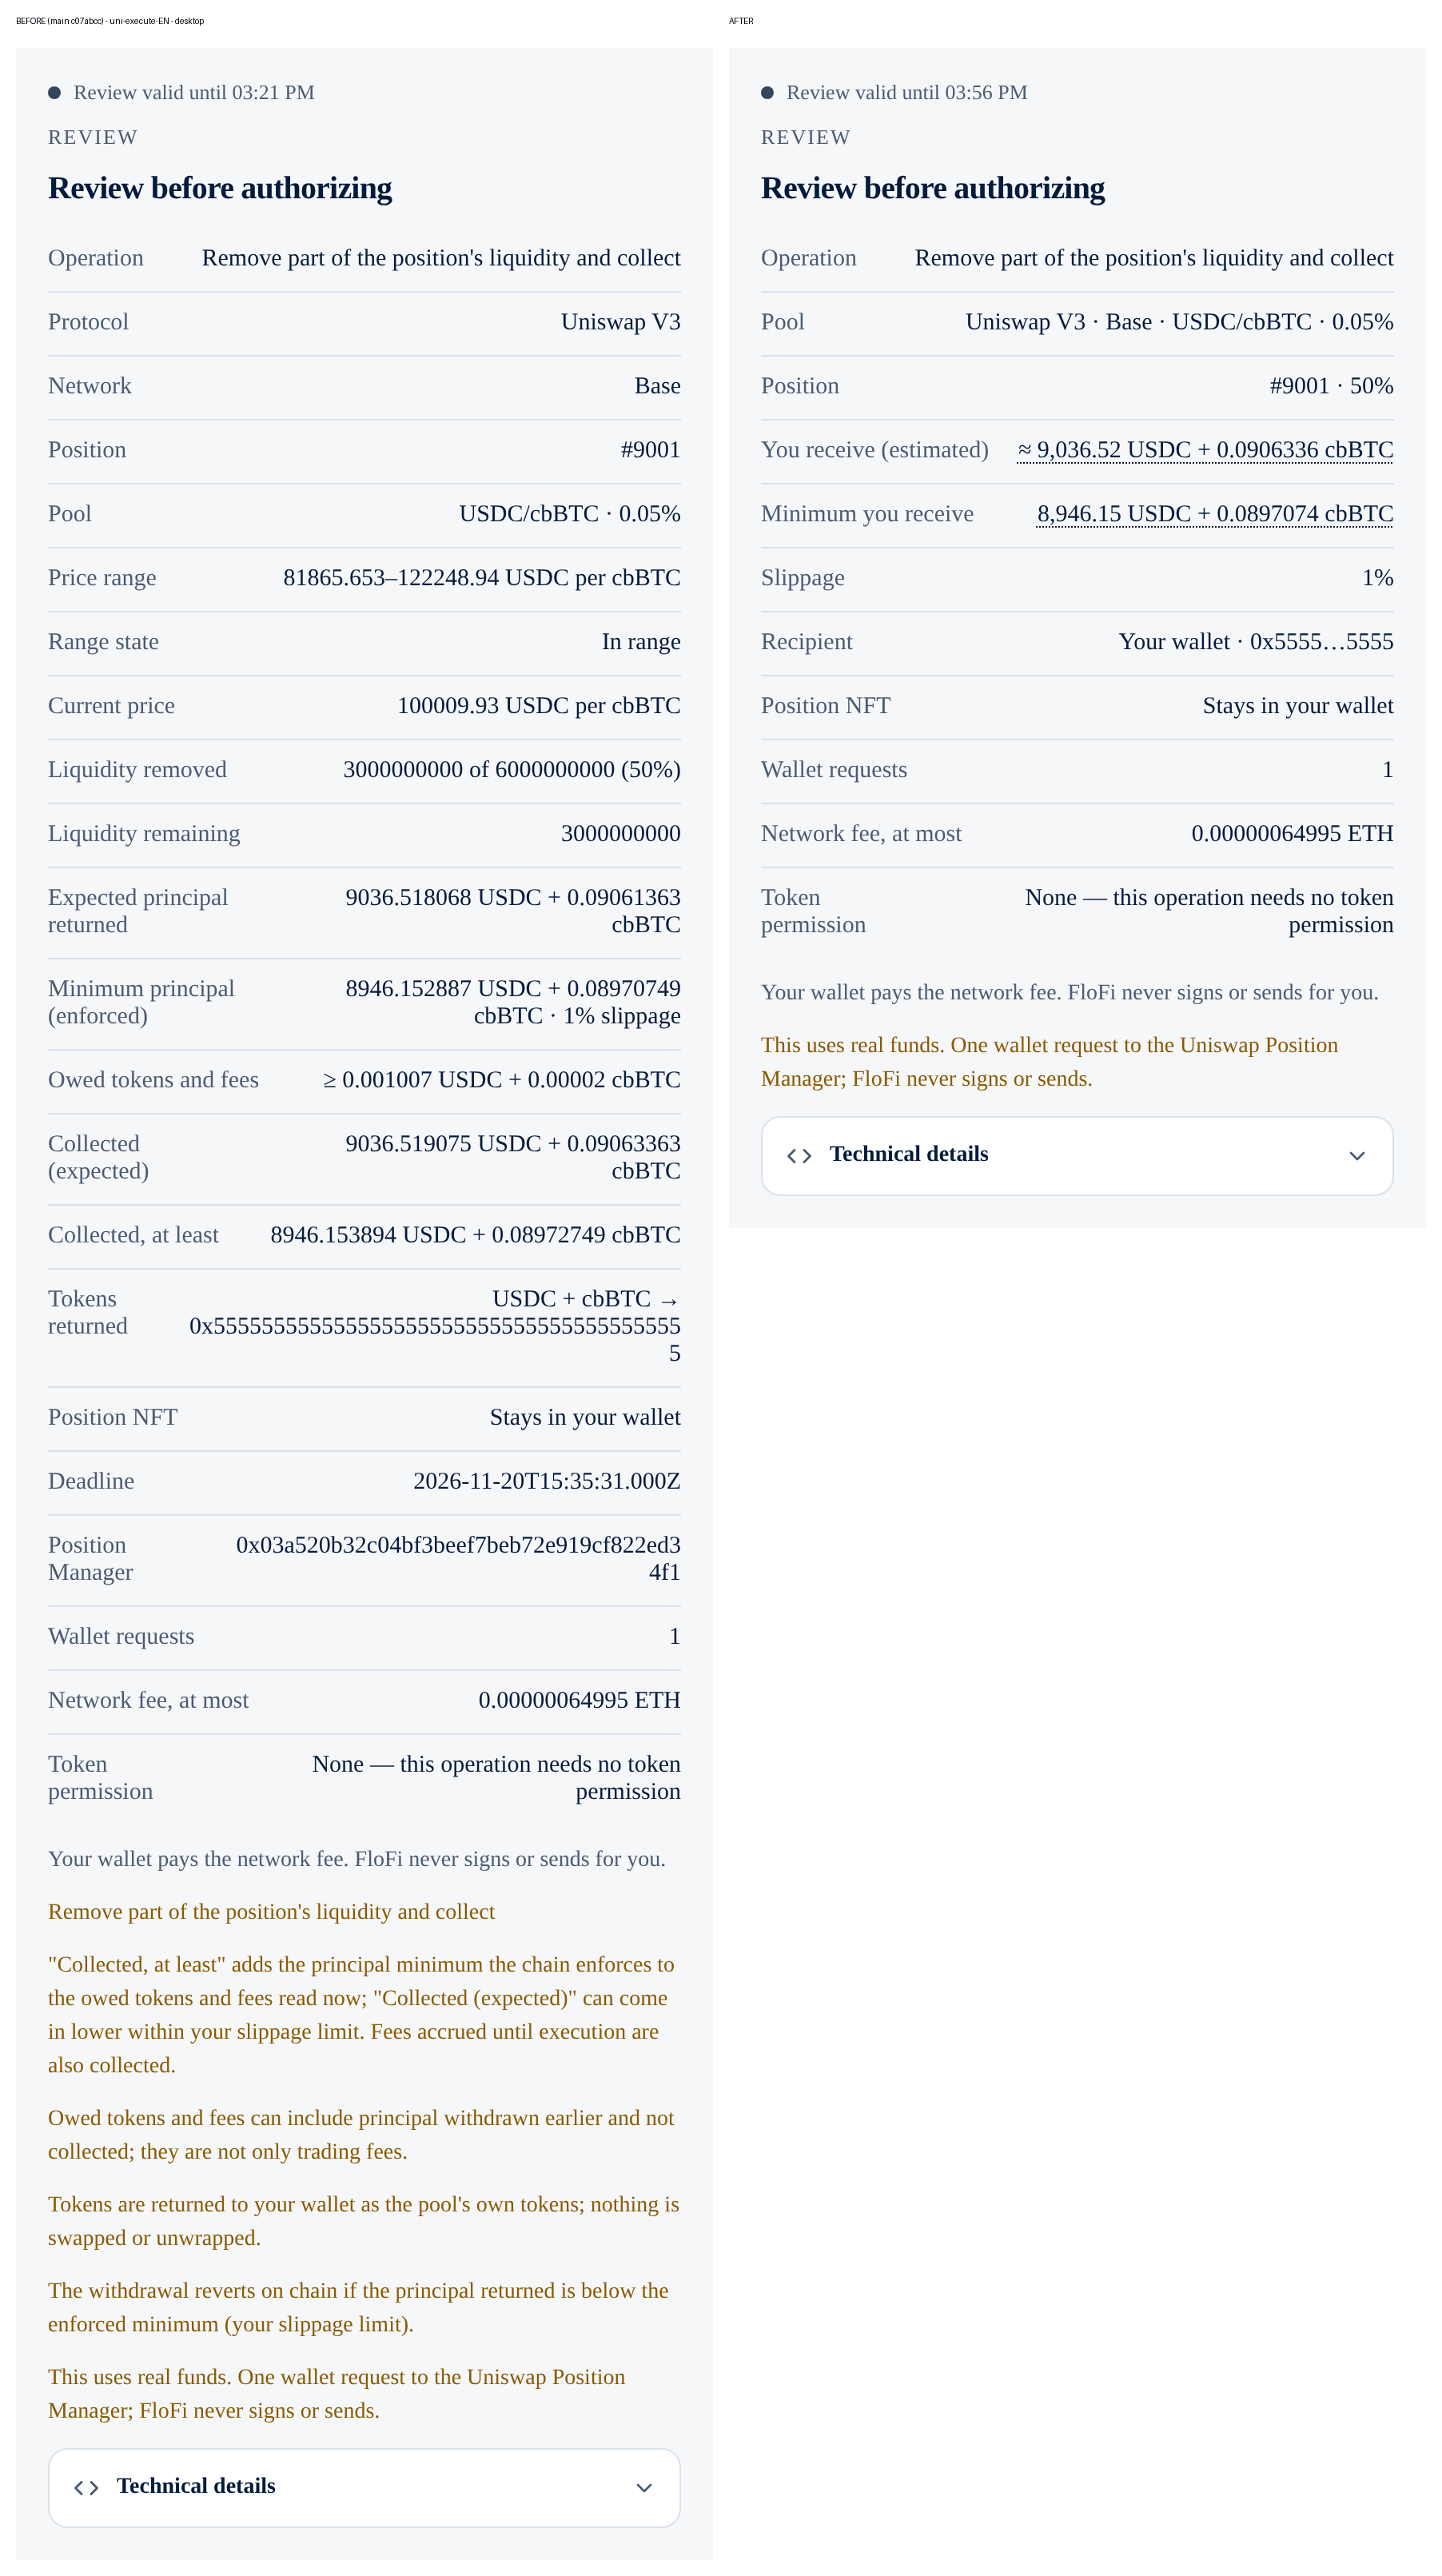 BEFORE (main c07abcc) - uni-execute-EN - desktop
Review valid until 03:21 PM
REVIEW
Review before authorizing
Operation Remove part of the position's liquidity and collect
Protocol Uniswap V3
Network Base
Position #9001
Pool USDC/cbBTC · 0.05%
Price range 81865.653–122248.94 USDC per cbBTC
Range state In range
Current price 100009.93 USDC per cbBTC
Liquidity removed 3000000000 of 6000000000 (50%)
Liquidity remaining 3000000000
Expected principal 9036.518068 USDC + 0.09061363
returned cbBTC
Minimum principal 8946.152887 USDC + 0.08970749
(enforced) cbBTC · 1% slippage
Owed tokens and fees ≥ 0.001007 USDC + 0.00002 cbBTC
Collected 9036.519075 USDC + 0.09063363
(expected) cbBTC
Collected, at least 8946.153894 USDC + 0.08972749 cbBTC
Tokens USDC + cbBTC →
returned 0x555555555555555555555555555555555555555
5
Position NFT Stays in your wallet
Deadline 2026-11-20T15:35:31.000Z
Position 0x03a520b32c04bf3beef7beb72e919cf822ed3
Manager 4f1
Wallet requests 1
Network fee, at most 0.00000064995 ETH
Token None — this operation needs no token
permission permission
Your wallet pays the network fee. FloFi never signs or sends for you.
Remove part of the position's liquidity and collect
"Collected, at least" adds the principal minimum the chain enforces to
the owed tokens and fees read now; "Collected (expected)" can come
in lower within your slippage limit. Fees accrued until execution are
also collected.
Owed tokens and fees can include principal withdrawn earlier and not
collected; they are not only trading fees.
Tokens are returned to your wallet as the pool's own tokens; nothing is
swapped or unwrapped.
The withdrawal reverts on chain if the principal returned is below the
enforced minimum (your slippage limit).
This uses real funds. One wallet request to the Uniswap Position
Manager; FloFi never signs or sends.
Technical details
AFTER
Review valid until 03:56 PM
REVIEW
Review before authorizing
Operation Remove part of the position's liquidity and collect
Pool Uniswap V3 · Base · USDC/cbBTC · 0.05%
Position #9001 · 50%
You receive (estimated) ≈ 9,036.52 USDC + 0.0906336 cbBTC
Minimum you receive 8,946.15 USDC + 0.0897074 cbBTC
Slippage 1%
Recipient Your wallet · 0x5555…5555
Position NFT Stays in your wallet
Wallet requests 1
Network fee, at most 0.00000064995 ETH
Token None — this operation needs no token
permission permission
Your wallet pays the network fee. FloFi never signs or sends for you.
This uses real funds. One wallet request to the Uniswap Position
Manager; FloFi never signs or sends.
Technical details